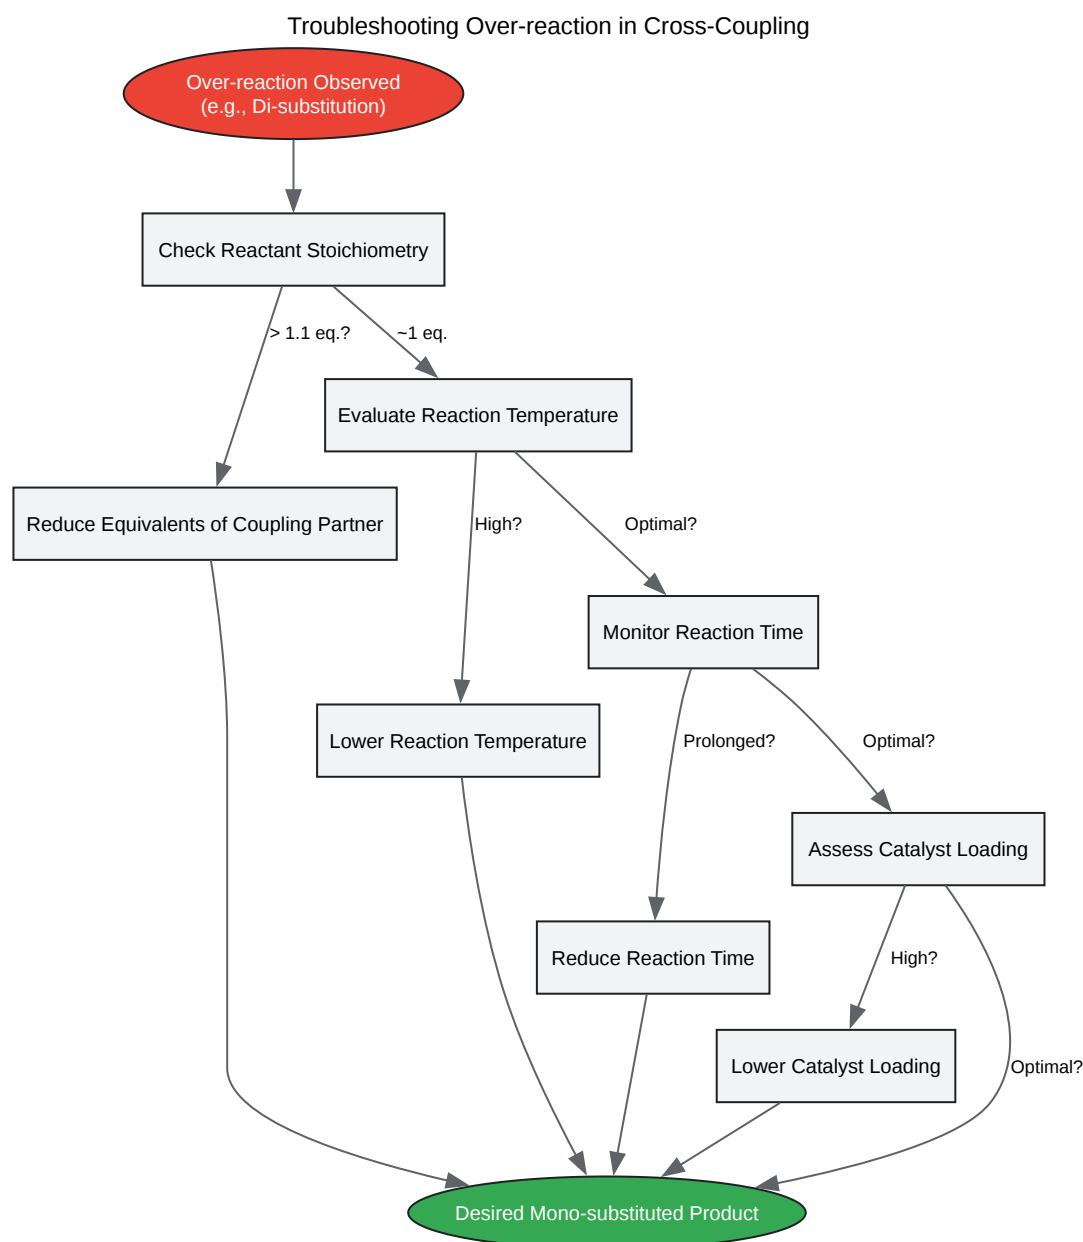 Troubleshooting Over-reaction in Cross-Coupling
Over-reaction Observed
(e.g., Di-substitution)
Check Reactant Stoichiometry
> 1.1 eq.?
~1 eq.
Evaluate Reaction Temperature
Reduce Equivalents of Coupling Partner
High?
Optimal?
Monitor Reaction Time
Lower Reaction Temperature
Prolonged?
Optimal?
Assess Catalyst Loading
Reduce Reaction Time
High?
Lower Catalyst Loading
Optimal?
Desired Mono-substituted Product